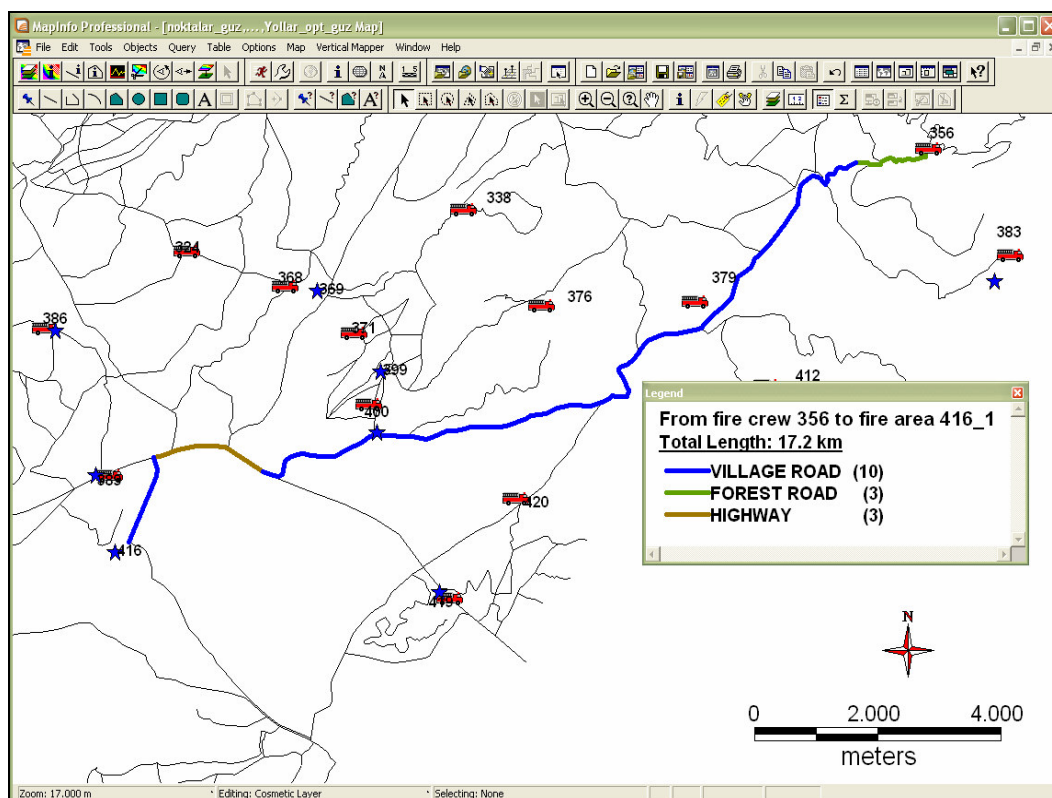 MapInfo Professional - [noktalar_guz,...,Yollar_opt_guz Map]
File Edit Tools Objects Query Table Options Map Vertical Mapper Window Help
356
338
383
324
368
369
379
376
386
371
399
412
400
Legend
From fire crew 356 to fire area 416_1
Total Length: 17.2 km
VILLAGE ROAD (10)
FOREST ROAD (3)
HIGHWAY (3)
420
416
N
0 2.000 4.000
meters
Zoom: 17.000 m Editing: Cosmetic Layer Selecting: None